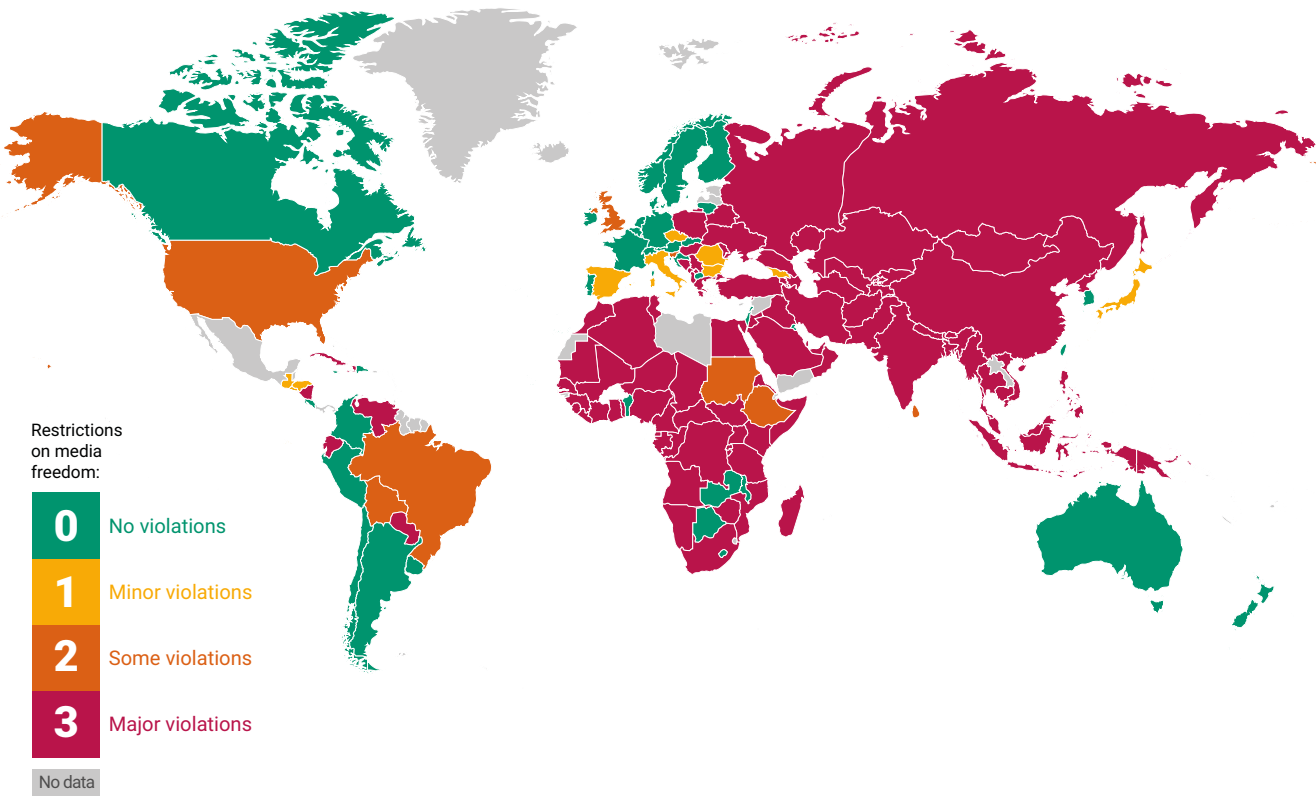 Restrictions
on media
freedom:
0 No violations
1 Minor violations
2 Some violations
3 Major violations
No data